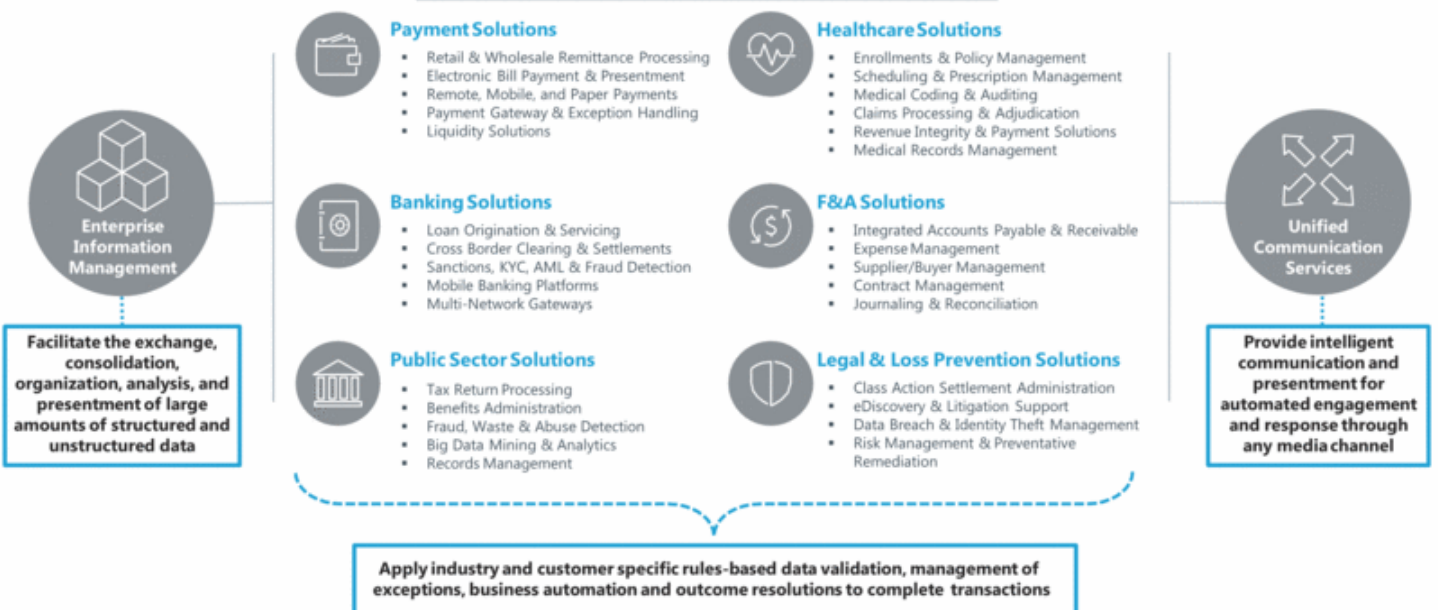 Enterprise
Information
Management
Facilitate the exchange,
consolidation,
organization, analysis, and
presentment of large
amounts of structured and
unstructured data
Payment Solutions
▪ Retail & Wholesale Remittance Processing
▪ Electronic Bill Payment & Presentment
▪ Remote, Mobile, and Paper Payments
▪ Payment Gateway & Exception Handling
▪ Liquidity Solutions
Banking Solutions
▪ Loan Origination & Servicing
▪ Cross Border Clearing & Settlements
▪ Sanctions, KYC, AML & Fraud Detection
▪ Mobile Banking Platforms
▪ Multi-Network Gateways
Public Sector Solutions
▪ Tax Return Processing
▪ Benefits Administration
▪ Fraud, Waste & Abuse Detection
▪ Big Data Mining & Analytics
▪ Records Management
Healthcare Solutions
▪ Enrollments & Policy Management
▪ Scheduling & Prescription Management
▪ Medical Coding & Auditing
▪ Claims Processing & Adjudication
▪ Revenue Integrity & Payment Solutions
▪ Medical Records Management
F&A Solutions
▪ Integrated Accounts Payable & Receivable
▪ Expense Management
▪ Supplier/Buyer Management
▪ Contract Management
▪ Journaling & Reconciliation
Legal & Loss Prevention Solutions
▪ Class Action Settlement Administration
▪ eDiscovery & Litigation Support
▪ Data Breach & Identity Theft Management
▪ Risk Management & Preventative
Remediation
Unified
Communication
Services
Provide intelligent
communication and
presentment for
automated engagement
and response through
any media channel
Apply industry and customer specific rules-based data validation, management of
exceptions, business automation and outcome resolutions to complete transactions